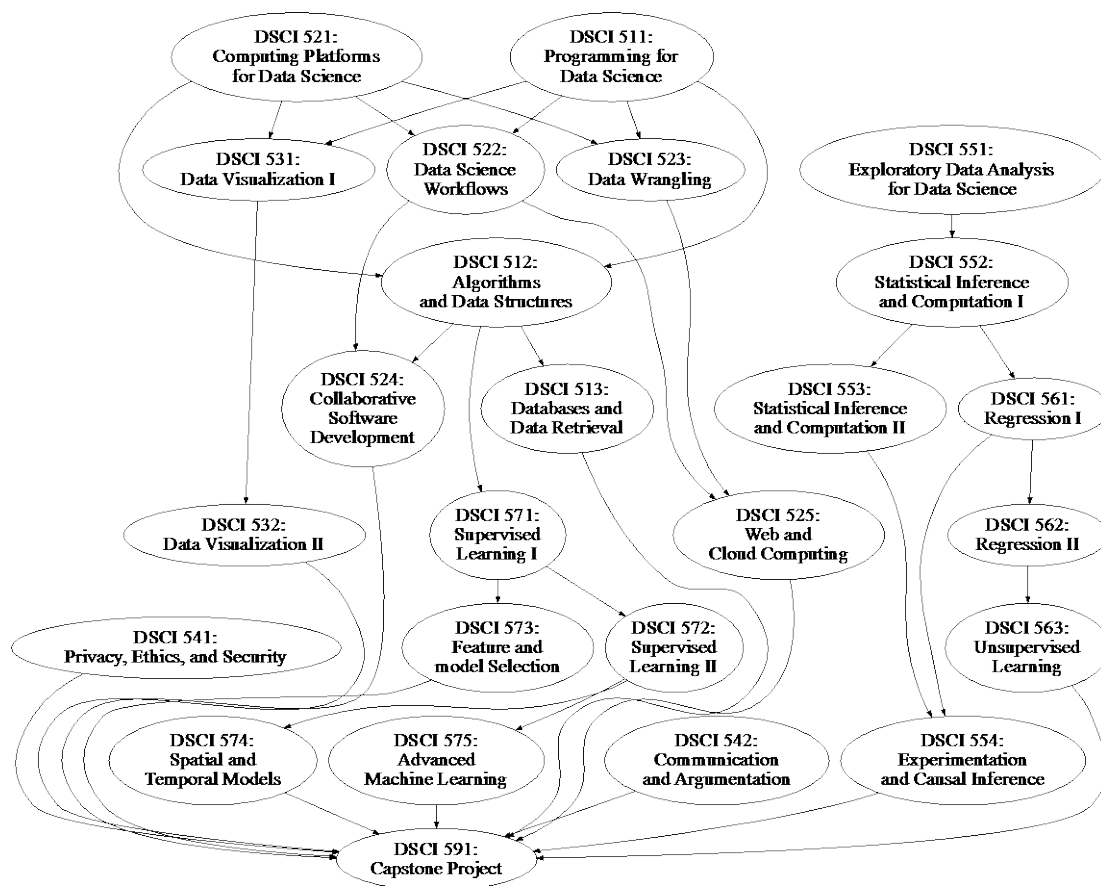 DSCI 521:
Computing Platforms
for Data Science
DSCI 511:
Programming for
Data Science
DSCI 531:
Data Visualization I
DSCI 522:
Data Science
Workflows
DSCI 523:
Data Wrangling
DSCI 551:
Exploratory Data Analysis
for Data Science
DSCI 512:
Algorithms
and Data Structures
DSCI 552:
Statistical Inference
and Computation I
DSCI 524:
Collaborative
Software
Development
DSCI 513:
Databases and
Data Retrieval
DSCI 553:
Statistical Inference
and Computation II
DSCI 561:
Regression I
DSCI 532:
Data Visualization II
DSCI 571:
Supervised
Learning I
DSCI 525:
Web and
Cloud Computing
DSCI 562:
Regression II
DSCI 541:
Privacy, Ethics, and Security
DSCI 573:
Feature and
model Selection
DSCI 572:
Supervised
Learning II
DSCI 563:
Unsupervised
Learning
DSCI 574:
Spatial and
Temporal Models
DSCI 575:
Advanced
Machine Learning
DSCI 542:
Communication
and Argumentation
DSCI 554:
Experimentation
and Causal Inference
DSCI 591:
Capstone Project